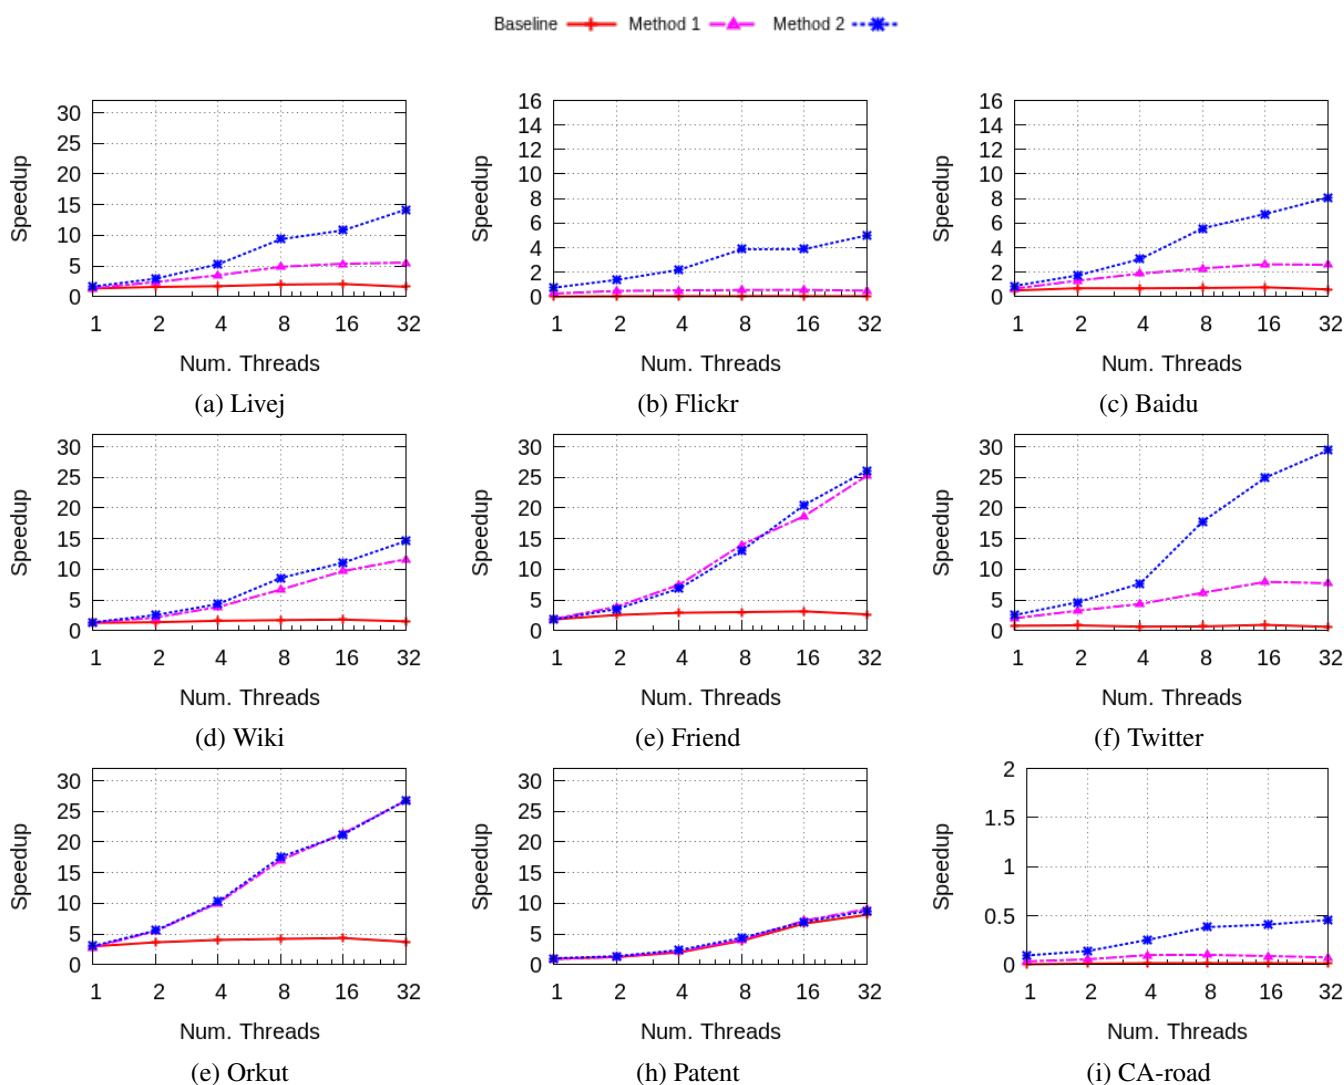 Baseline Method 1 Method 2
30 16 16
25 14 14
20 12 12
15 10 10
10 8 8
5 6 6
0 4 4
2 2
0 0
Speedup Speedup Speedup
1 2 4 8 16 32 1 2 4 8 16 32 1 2 4 8 16 32
Num. Threads Num. Threads Num. Threads
(a) Livej (b) Flickr (c) Baidu
30 30 30
25 25 25
20 20 20
15 15 15
10 10 10
5 5 5
0 0 0
Speedup Speedup Speedup
1 2 4 8 16 32 1 2 4 8 16 32 1 2 4 8 16 32
Num. Threads Num. Threads Num. Threads
(d) Wiki (e) Friend (f) Twitter
30 30 2
25 25 1.5
20 20 1
15 15 0.5
10 10 0
5 5
0 0
Speedup Speedup Speedup
1 2 4 8 16 32 1 2 4 8 16 32 1 2 4 8 16 32
Num. Threads Num. Threads Num. Threads
(e) Orkut (h) Patent (i) CA-road